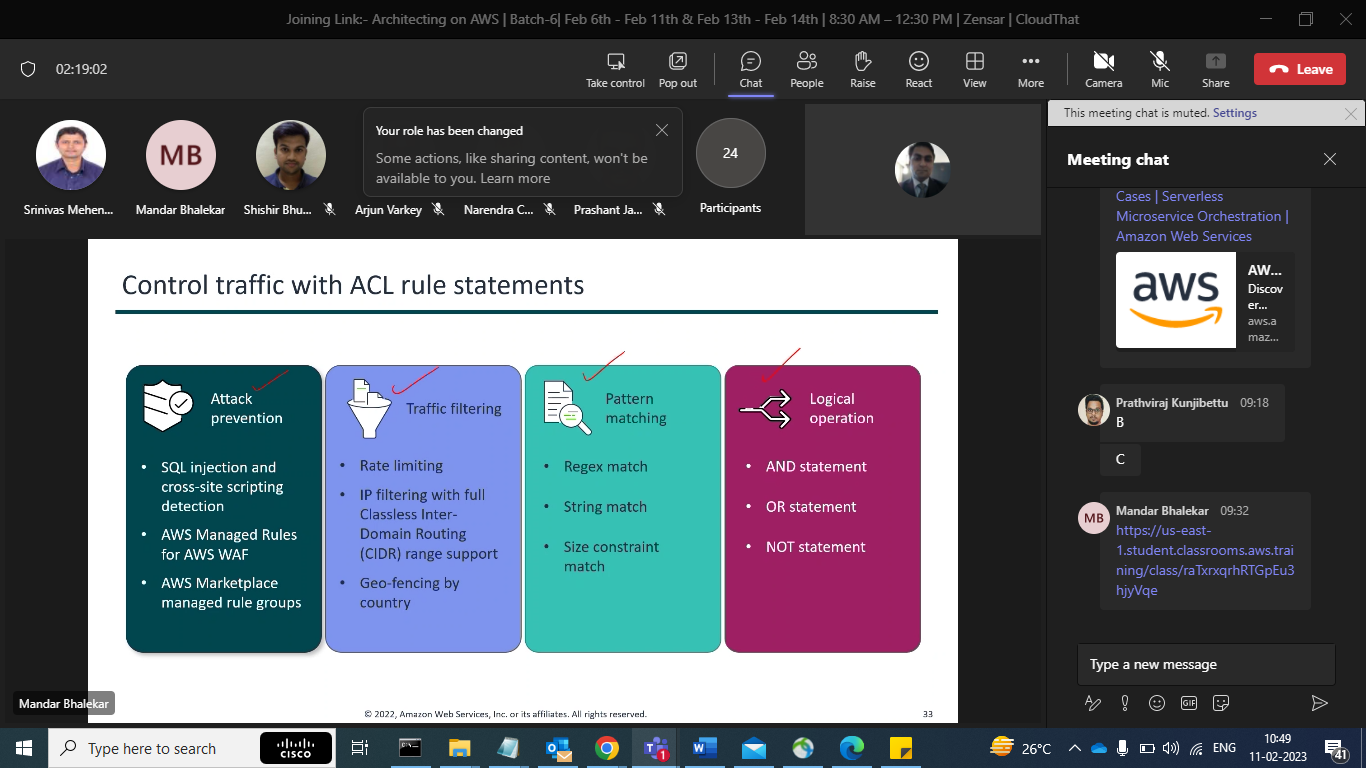 Joining Link:- Architecting on AWS | Batch-6| Feb 6th - Feb 11th & Feb 13th - Feb 14th| 8:30 AM – 12:30 PM | Zensar | CloudThat
02:19:02
Take control
Pop out
Chat
People
Raise
React
View
More
Camera
Mic
Share
Leave
This meeting chat is muted. Settings
MB
Your role has been changed
Some actions, like sharing content, won't be
available to you. Learn more
24
Srinivas Mehen...
Mandar Bhalekar
Shishir Bhu...
Arjun Varkey
Narendra C...
Prashant Ja...
Participants
Meeting chat
Cases | Serverless
Microservice Orchestration |
Amazon Web Services
aws
AW...
Discov
er...
aws.a
maz...
Prathviraj Kunjibettu 09:18
B
C
MB
Mandar Bhalekar 09:32
https://us-east-
1.student.classrooms.aws.trai
ning/class/raTxrxqrhRTGpEu3
hjyVqe
Type a new message
GIF
Control traffic with ACL rule statements
Attack
prevention
• SQL injection and
cross-site scripting
detection
• AWS Managed Rules
for AWS WAF
• AWS Marketplace
managed rule groups
Traffic filtering
• Rate limiting
• IP filtering with full
Classless Inter-
Domain Routing
(CIDR) range support
• Geo-fencing by
country
Pattern
matching
• Regex match
• String match
• Size constraint
match
Logical
operation
• AND statement
• OR statement
• NOT statement
Mandar Bhalekar
© 2022, Amazon Web Services, Inc. or its affiliates. All rights reserved.
33
Type here to search
CISCO
1
26°C
ENG
10:49
11-02-2023
41